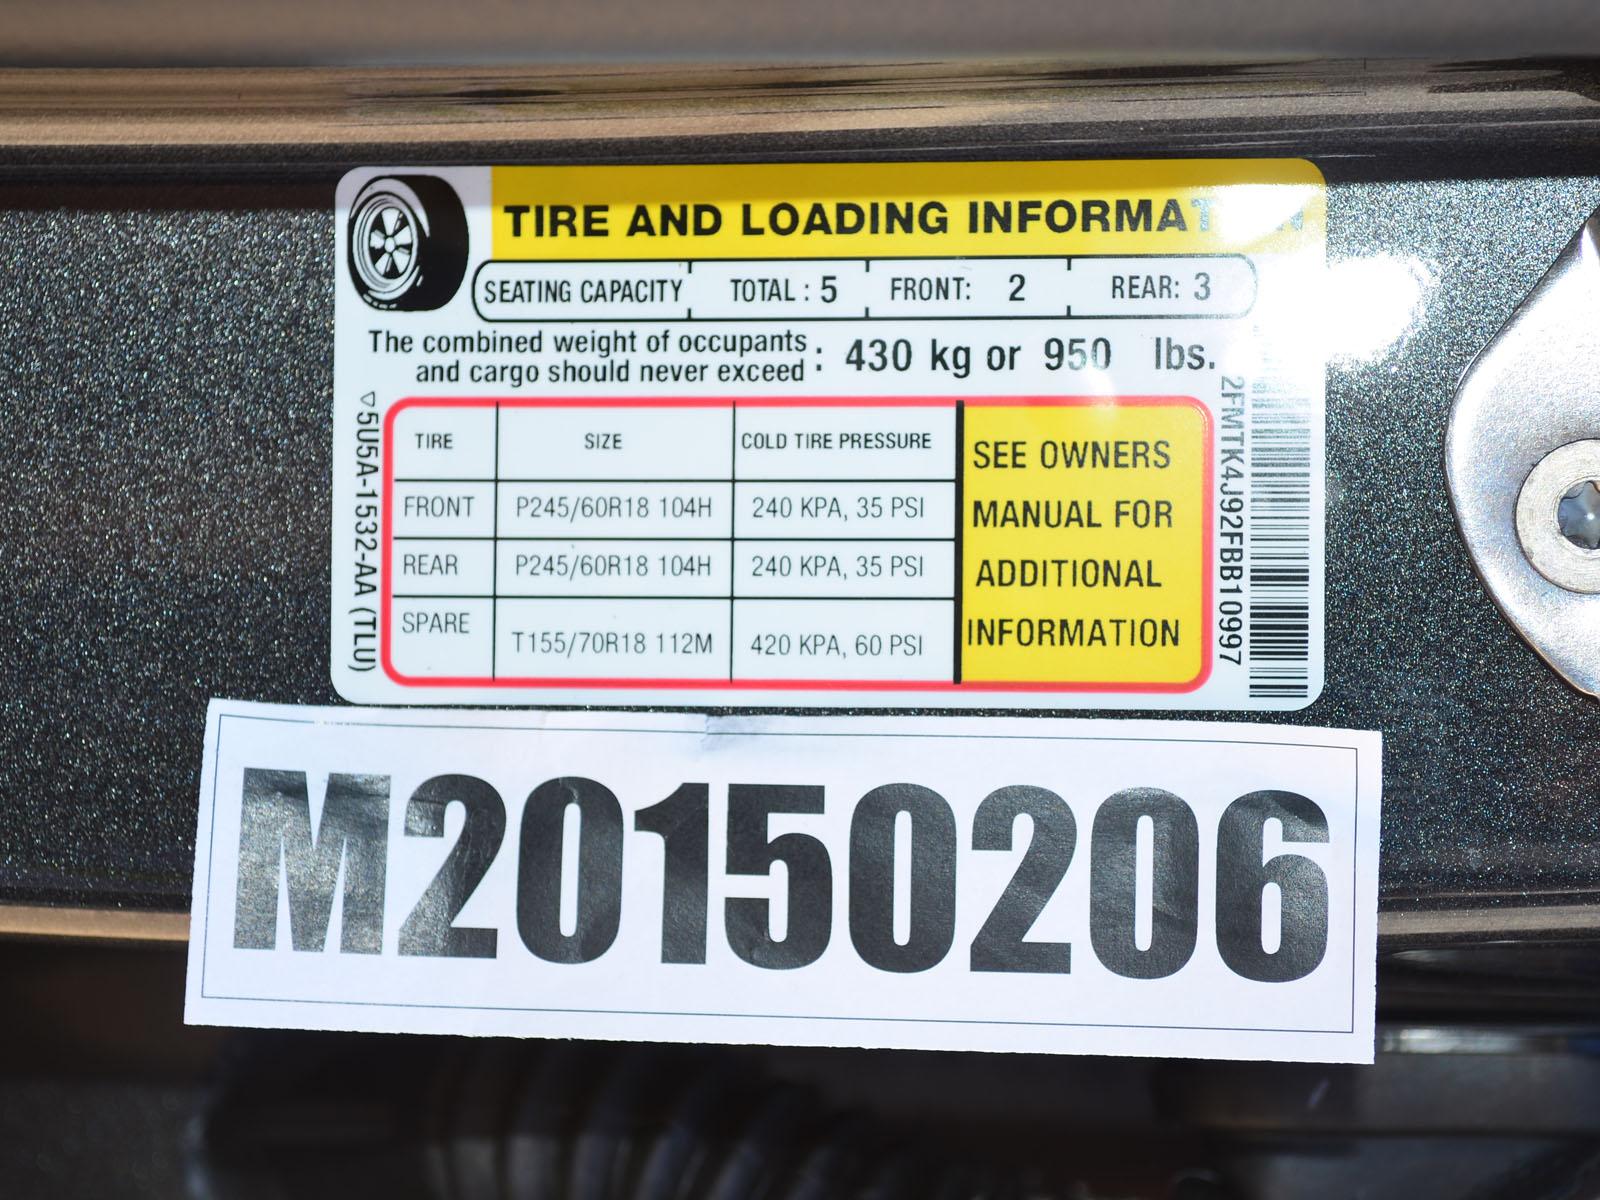 TIRE AND LOADING INFORMATION
SEATING CAPACITY TOTAL : 5 FRONT: 2 REAR: 3
The combined weight of occupants
and cargo should never exceed : 430 kg or 950 lbs.
TIRE SIZE COLD TIRE PRESSURE
FRONT P245/60R18 104H 240 KPA, 35 PSI
REAR P245/60R18 104H 240 KPA, 35 PSI
SPARE T155/70R18 112M 420 KPA, 60 PSI
SEE OWNERS
MANUAL FOR
ADDITIONAL
INFORMATION
▽5U5A-1532-AA (TLU)
2FMTK4J92FBB10997
M20150206